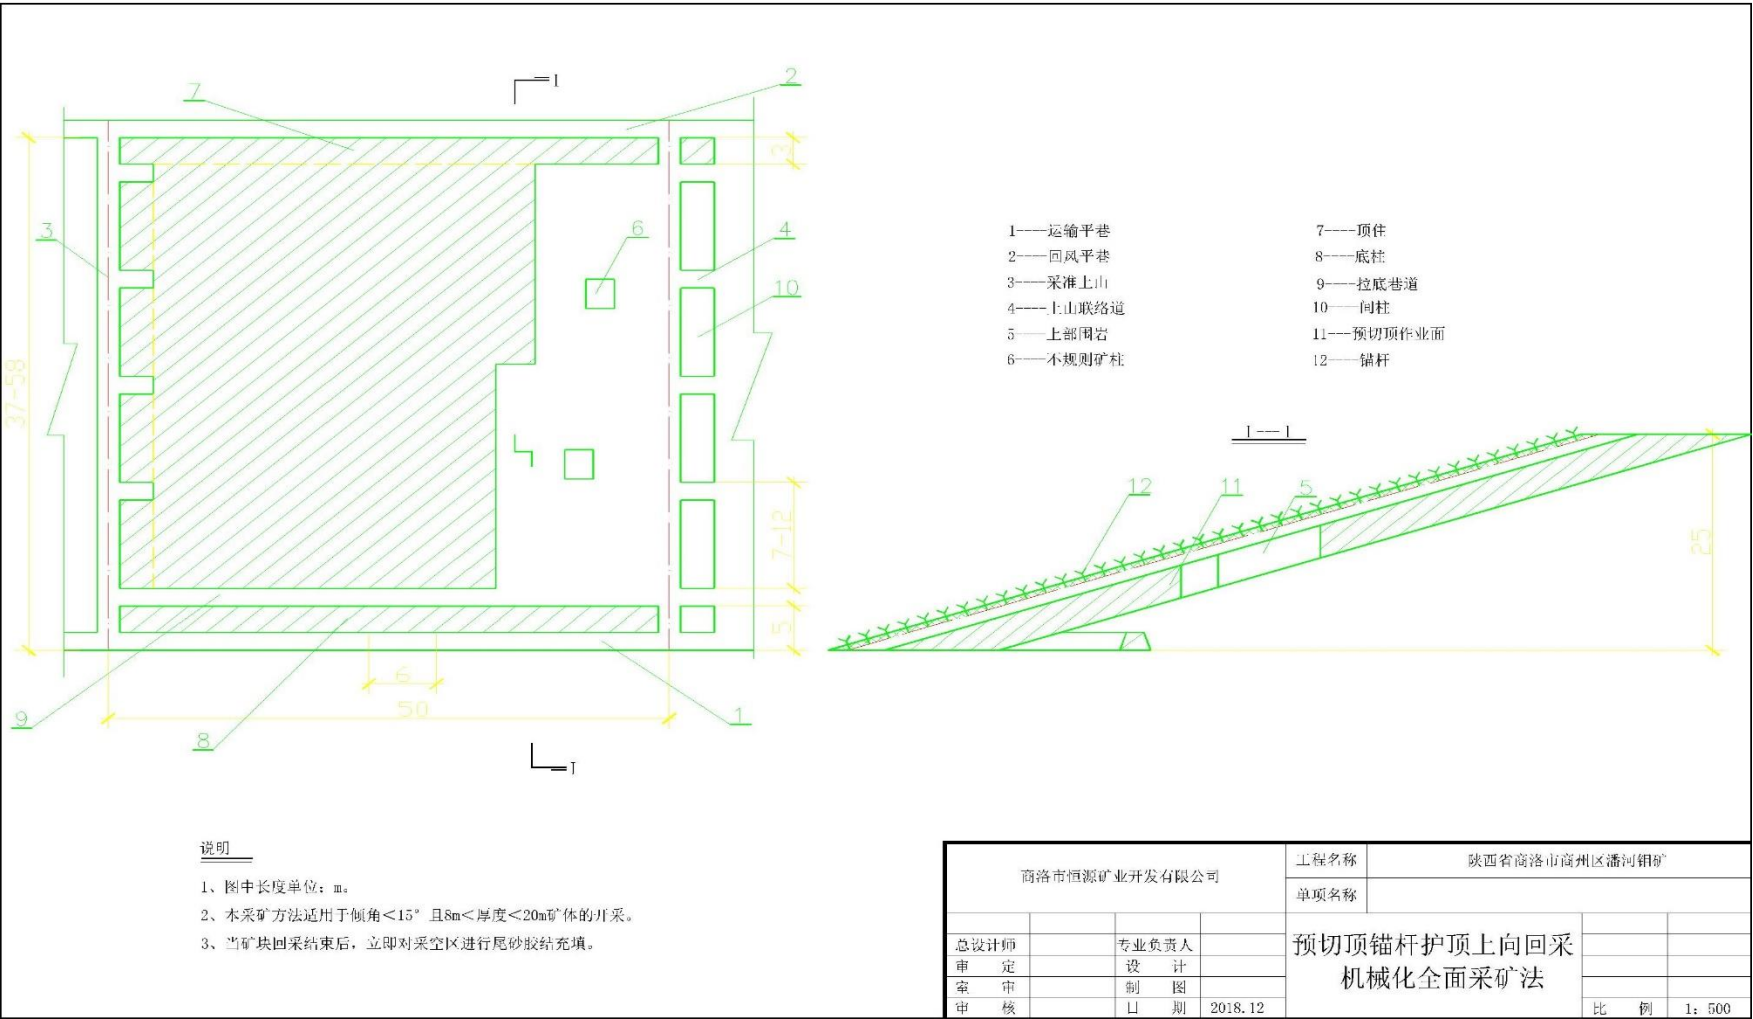 I
7
2
3
3
6
4
10
37-58
7-12
5
6
50
9
8
1
I
1----运输平巷
2----回风平巷
3----采准上山
4----上山联络道
5----上部围岩
6----不规则矿柱
7----顶住
8----底柱
9----拉底巷道
10----间柱
11---预切顶作业面
12----锚杆
I---I
12
11
5
25
说明
1、图中长度单位：m。
2、本采矿方法适用于倾角＜15°且8m＜厚度＜20m矿体的开采。
3、当矿块回采结束后，立即对采空区进行尾砂胶结充填。
商洛市恒源矿业开发有限公司
工程名称
陕西省商洛市商州区潘河钼矿
单项名称
总设计师
专业负责人
审 定
设 计
室 审
制 图
审 核
日 期
2018.12
预切顶锚杆护顶上向回采
机械化全面采矿法
比 例
1：500